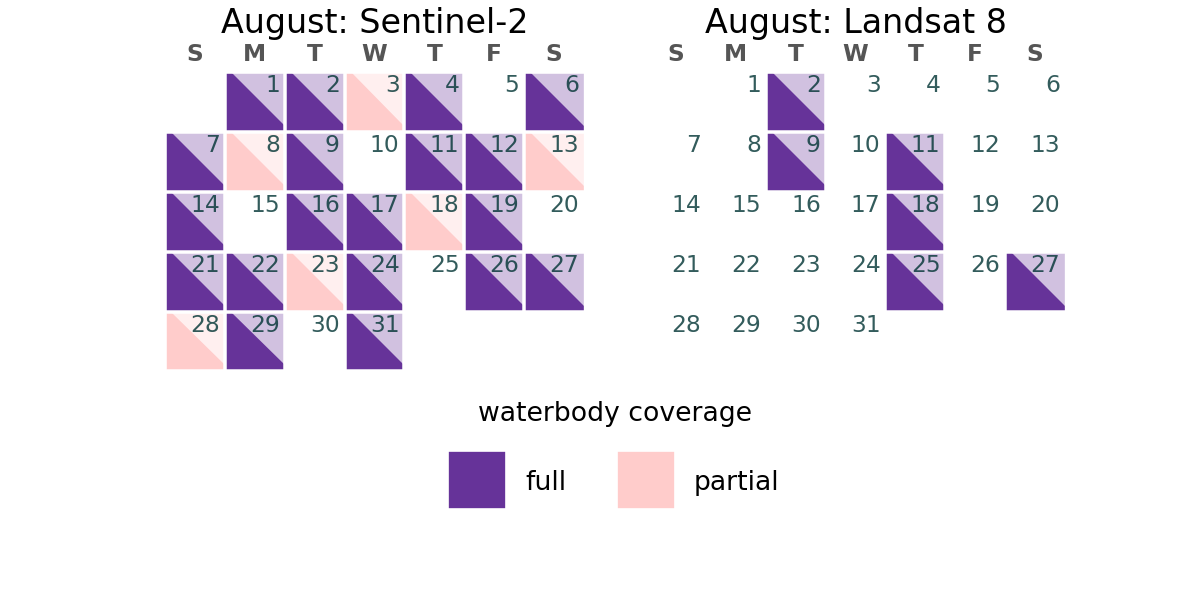 August: Sentinel-2
S M T W T F S
1 2 3 4 5 6
7 8 9 10 11 12 13
14 15 16 17 18 19 20
21 22 23 24 25 26 27
28 29 30 31
August: Landsat 8
S M T W T F S
1 2 3 4 5 6
7 8 9 10 11 12 13
14 15 16 17 18 19 20
21 22 23 24 25 26 27
28 29 30 31
waterbody coverage
full partial